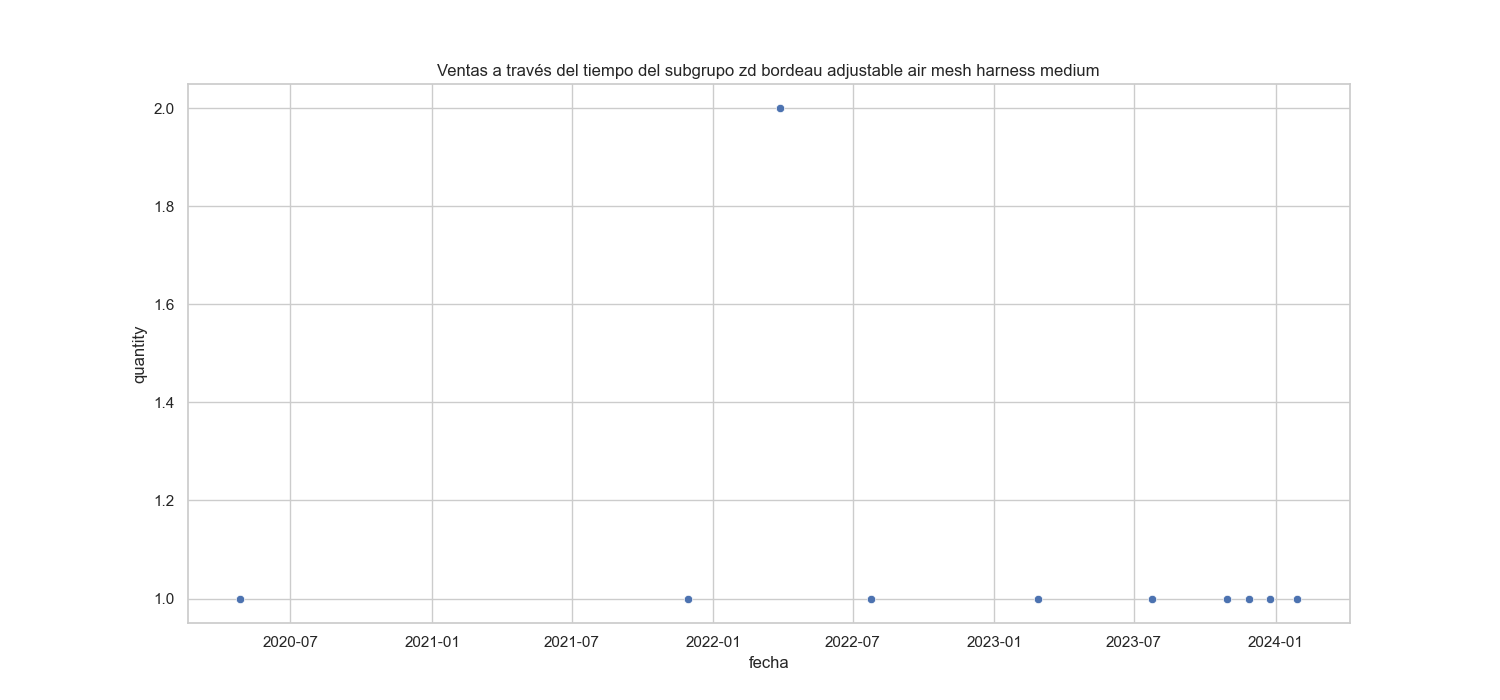 Ventas a través del tiempo del subgrupo zd bordeau adjustable air mesh harness medium
2.0
1.8
1.6
1.4
1.2
1.0
quantity
2020-07 2021-01 2021-07 2022-01 2022-07 2023-01 2023-07 2024-01
fecha